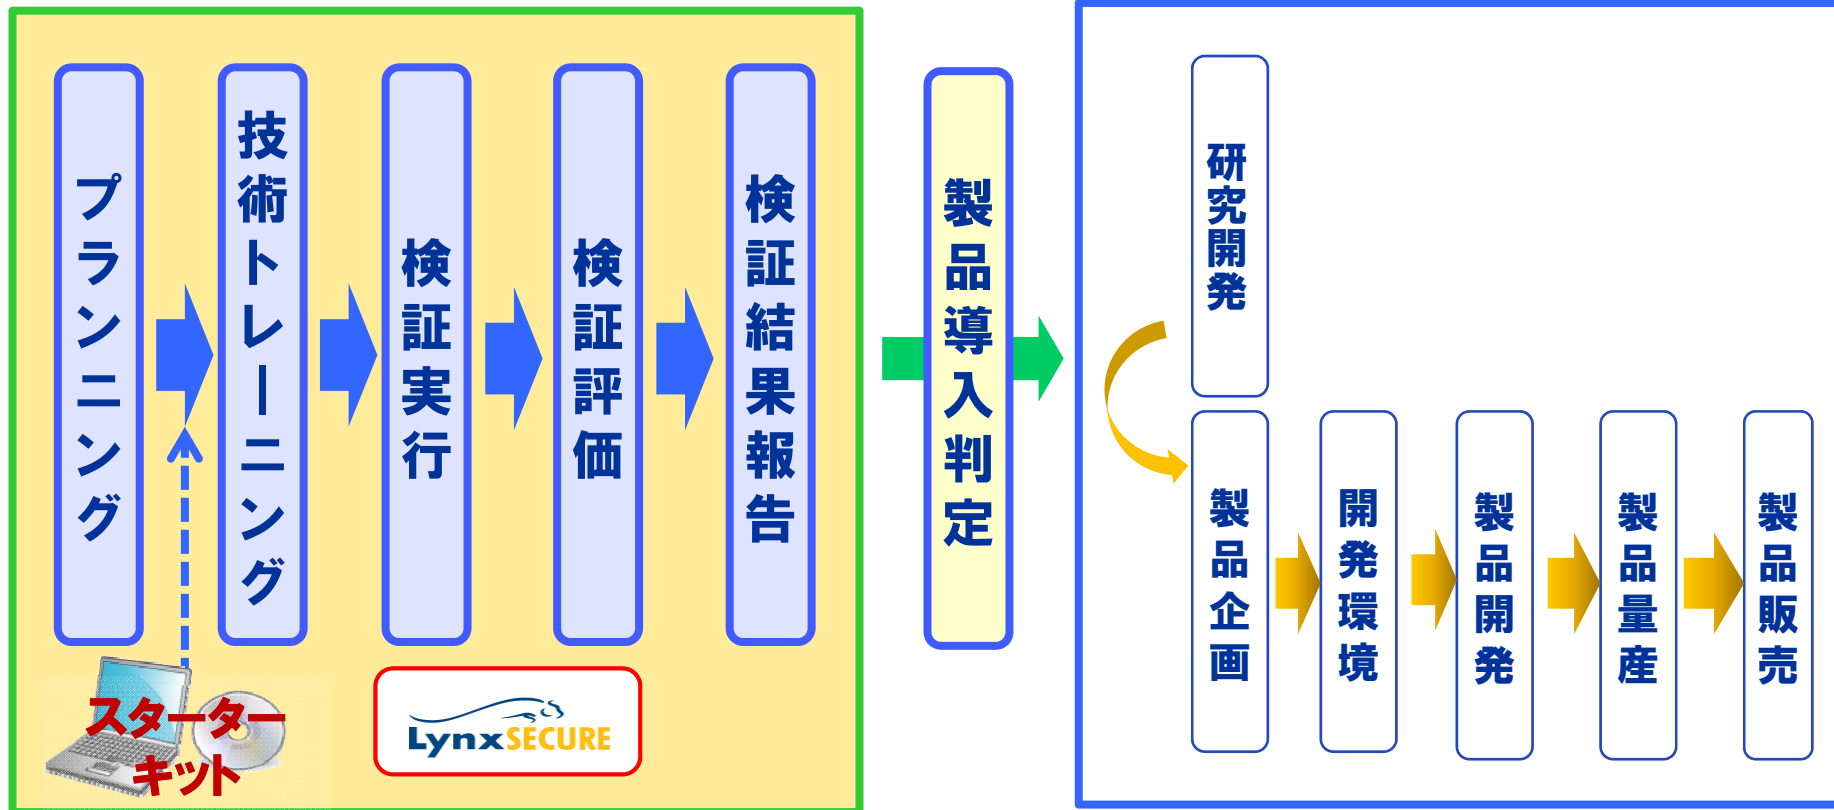 プランニング
技術トレーニング
検証実行
検証評価
検証結果報告
スターター
キット
LynxSECURE
製品導入判定
研究開発
製品企画
開発環境
製品開発
製品量産
製品販売